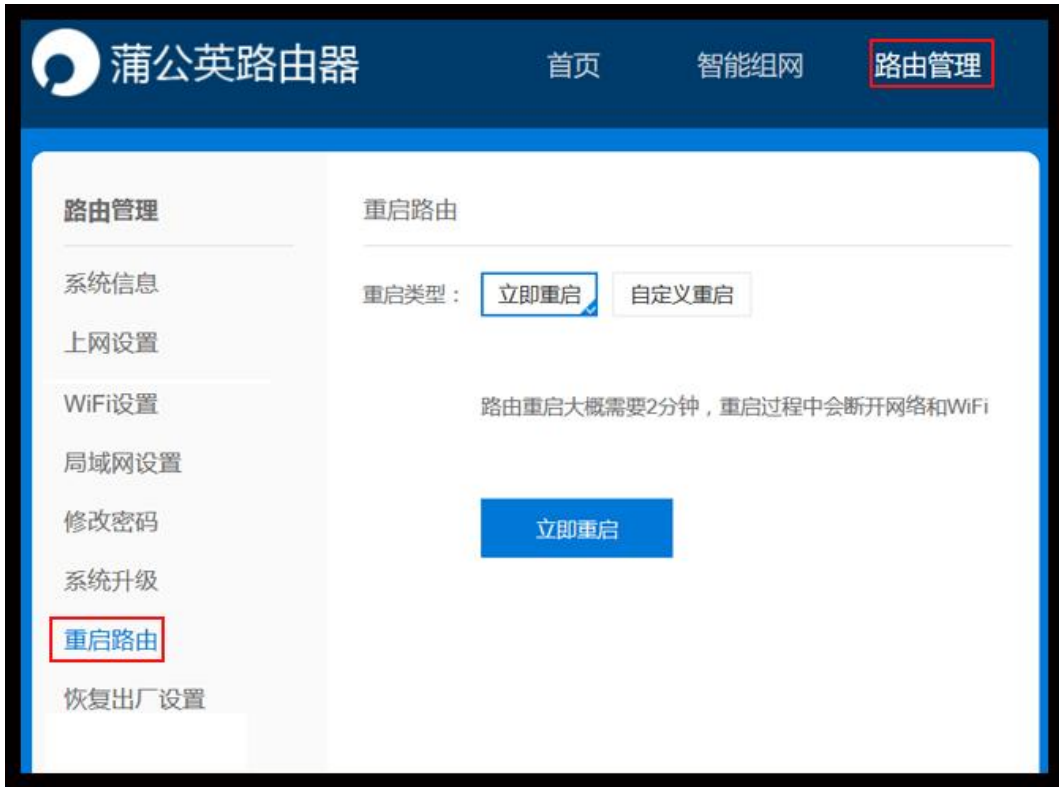 蒲公英路由器 首页 智能组网 路由管理
路由管理
系统信息
上网设置
WiFi设置
局域网设置
修改密码
系统升级
重启路由
恢复出厂设置
重启路由
重启类型： 立即重启 自定义重启
路由重启大概需要2分钟，重启过程中会断开网络和WiFi
立即重启